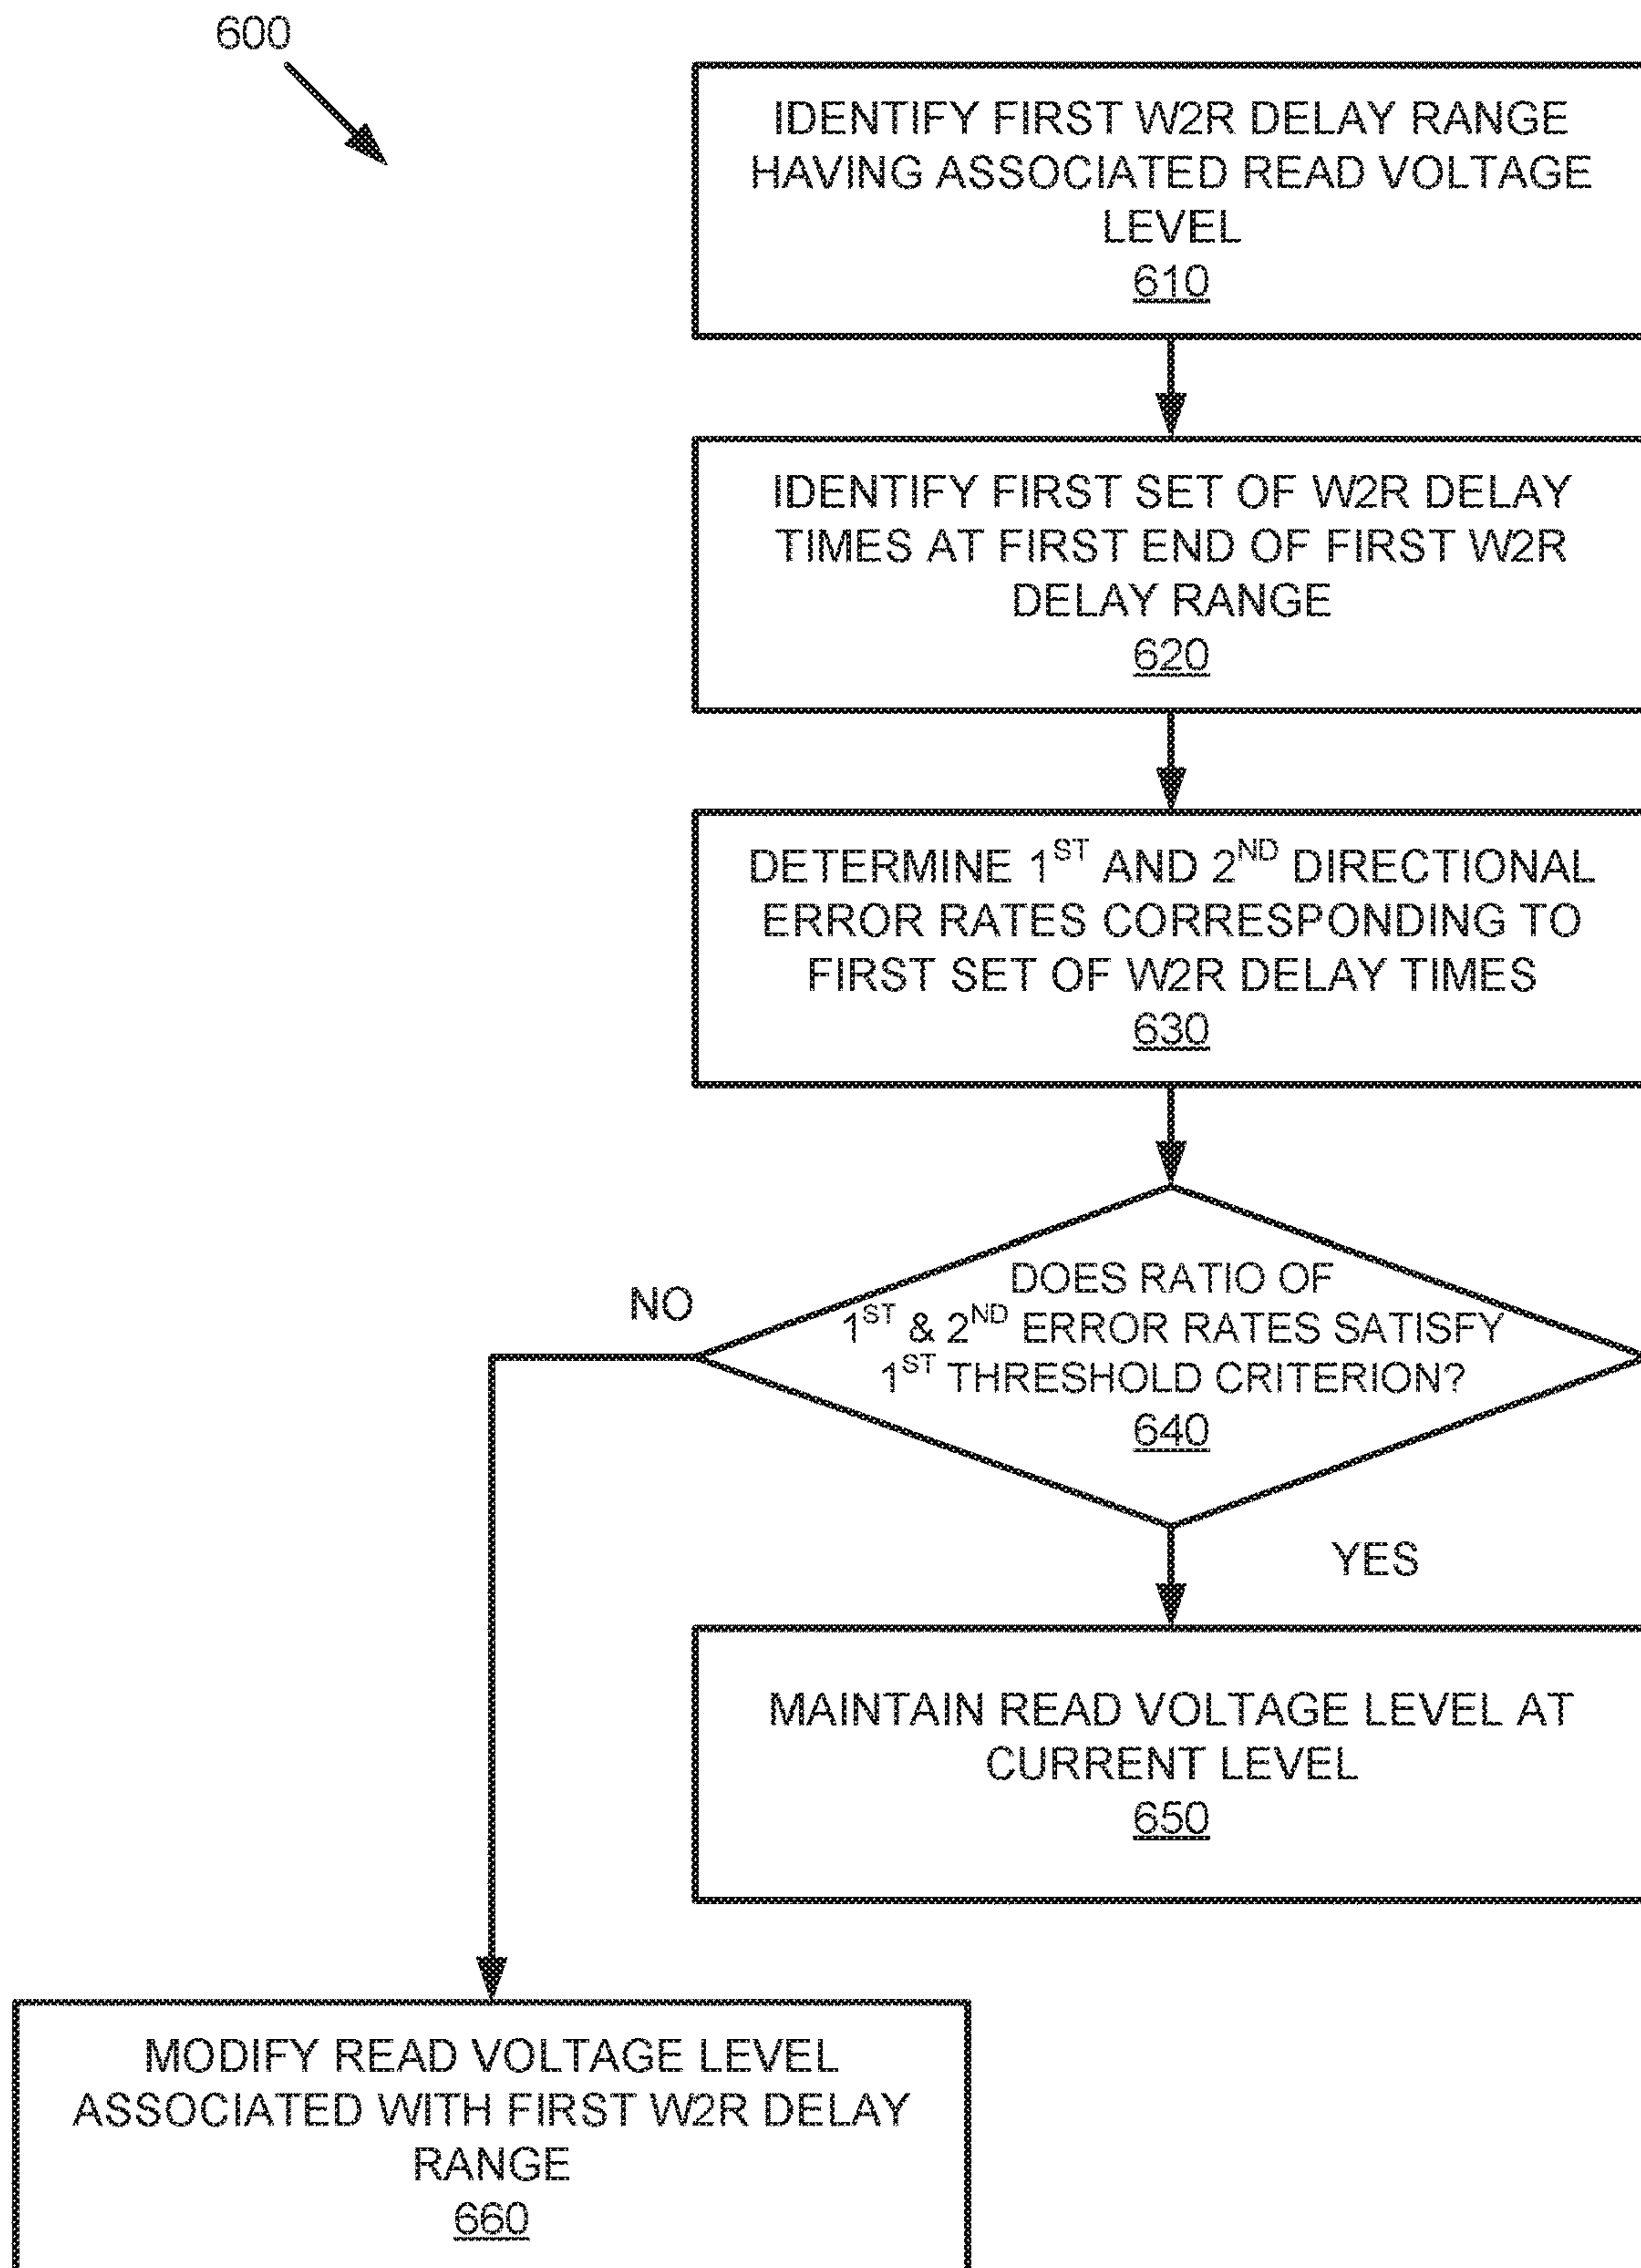 600
IDENTIFY FIRST W2R DELAY RANGE
HAVING ASSOCIATED READ VOLTAGE
LEVEL
610
IDENTIFY FIRST SET OF W2R DELAY
TIMES AT FIRST END OF FIRST W2R
DELAY RANGE
620
DETERMINE 1ST AND 2ND DIRECTIONAL
ERROR RATES CORRESPONDING TO
FIRST SET OF W2R DELAY TIMES
630
DOES RATIO OF
1ST & 2ND ERROR RATES SATISFY
1ST THRESHOLD CRITERION?
640
NO
YES
MAINTAIN READ VOLTAGE LEVEL AT
CURRENT LEVEL
650
MODIFY READ VOLTAGE LEVEL
ASSOCIATED WITH FIRST W2R DELAY
RANGE
660